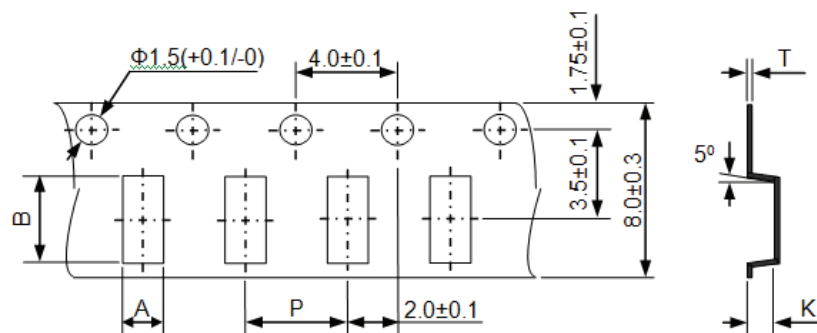 Φ1.5(+0.1/-0)
4.0±0.1
1.75±0.1
T
5⁰
3.5±0.1
8.0±0.3
B
A
P
2.0±0.1
K